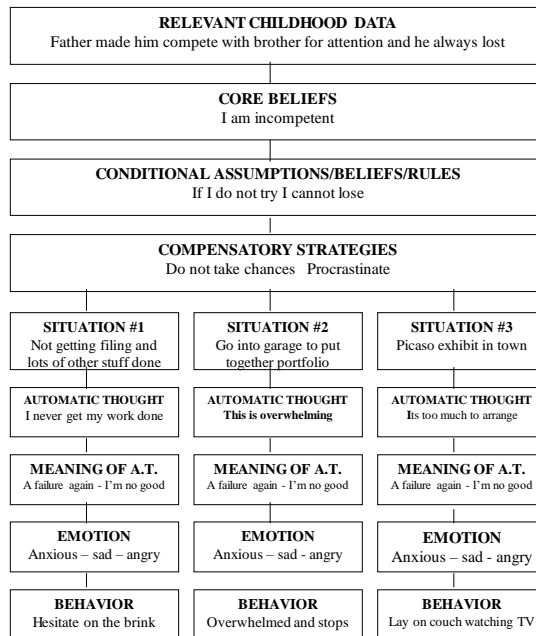 RELEVANT CHILDHOOD DATA
Father made him compete with brother for attention and he always lost
CORE BELIEFS
I am incompetent
CONDITIONAL ASSUMPTIONS/BELIEFS/RULES
If I do not try I cannot lose
COMPENSATORY STRATEGIES
Do not take chances   Procrastinate
SITUATION #1
Not getting filing and
lots of other stuff done
SITUATION #2
Go into garage to put
together portfolio
SITUATION #3
Picaso exhibit in town
AUTOMATIC THOUGHT
I never get my work done
AUTOMATIC THOUGHT
This is overwhelming
AUTOMATIC THOUGHT
Its too much to arrange
MEANING OF A.T.
A failure again - I'm no good
MEANING OF A.T.
A failure again - I'm no good
MEANING OF A.T.
A failure again - I'm no good
EMOTION
Anxious – sad – angry
EMOTION
Anxious – sad - angry
EMOTION
Anxious – sad - angry
BEHAVIOR
Hesitate on the brink
BEHAVIOR
Overwhelmed and stops
BEHAVIOR
Lay on couch watching TV